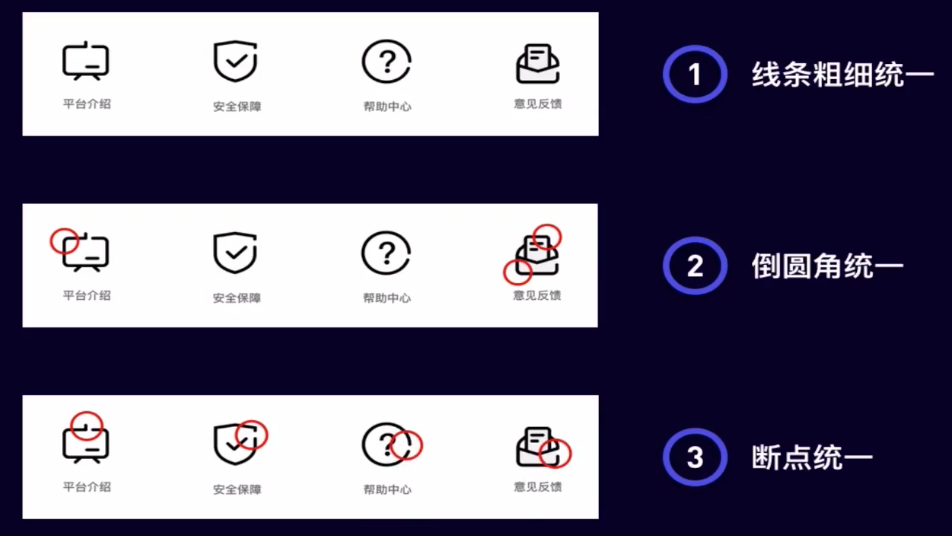 平台介绍 安全保障 帮助中心 意见反馈
1 线条粗细统一
平台介绍 安全保障 帮助中心 意见反馈
2 倒圆角统一
平台介绍 安全保障 帮助中心 意见反馈
3 断点统一